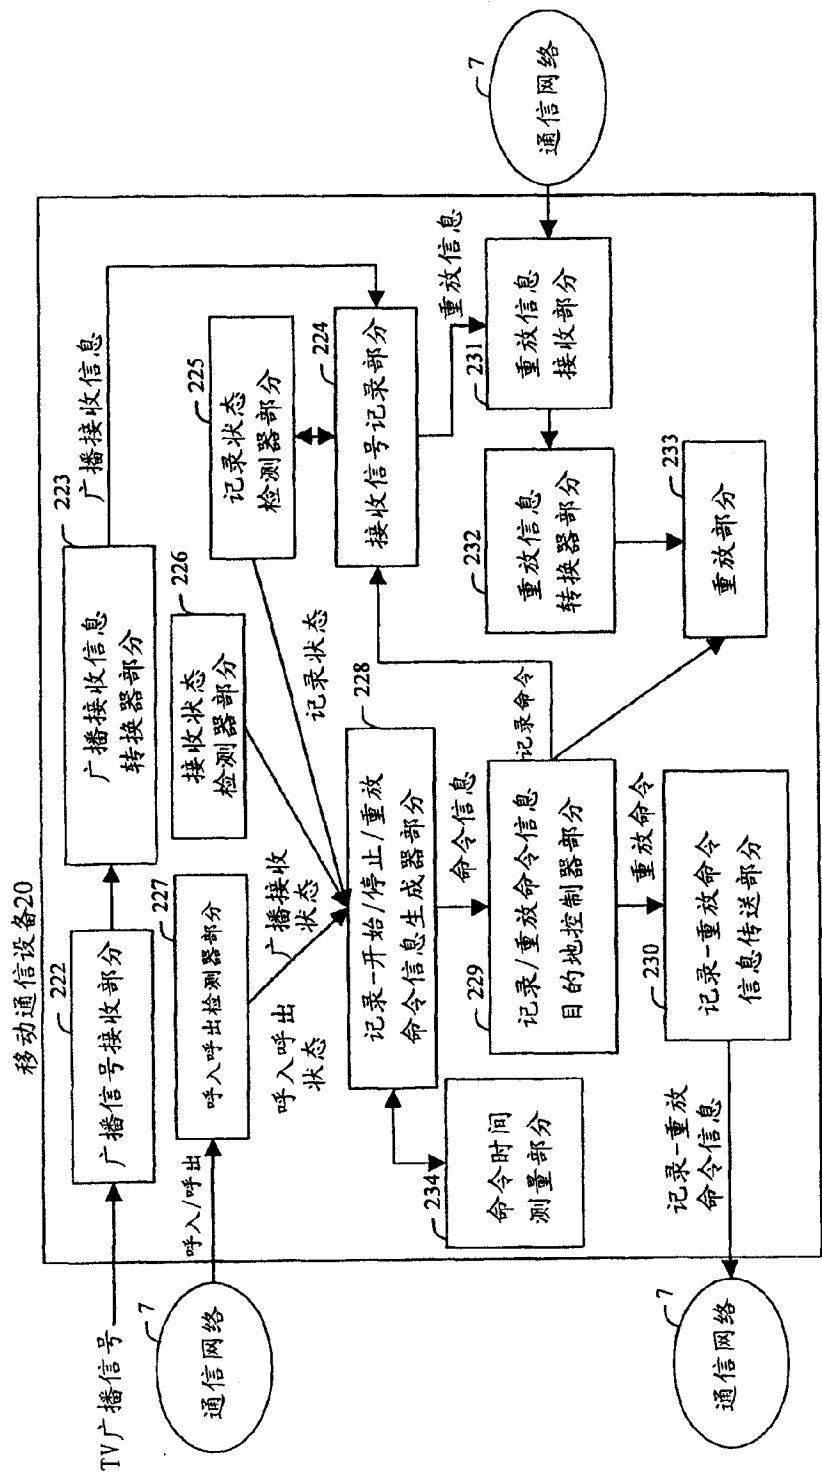 移动通信设备20
TV广播信号
222
广播信号接收部分
223
广播接收信息
转换器部分
广播接收信息
通信网络
7
呼入/呼出
227
呼入呼出检测器部分
226
接收状态
检测器部分
225
记录状态
检测器部分
224
接收信号记录部分
呼入呼出
状态
广播接收
状态
记录状态
228
记录-开始/停止/重放
命令信息生成器部分
234
命令时间
测量部分
命令信息
229
记录/重放命令信息
目的地控制器部分
记录命令
重放信息
231
重放信息
接收部分
7
通信网络
232
重放信息
转换器部分
233
重放部分
重放命令
230
记录-重放命令
信息传送部分
记录-重放
命令信息
7
通信网络